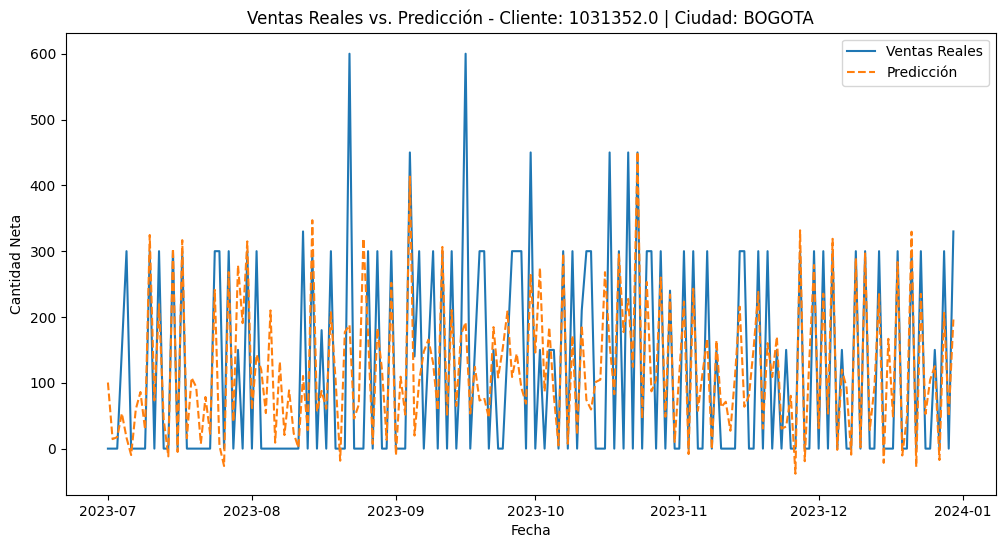 Ventas Reales vs. Predicción - Cliente: 1031352.0 | Ciudad: BOGOTA
Ventas Reales
Predicción
Cantidad Neta
600
500
400
300
200
100
0
2023-07
2023-08
2023-09
2023-10
2023-11
2023-12
2024-01
Fecha